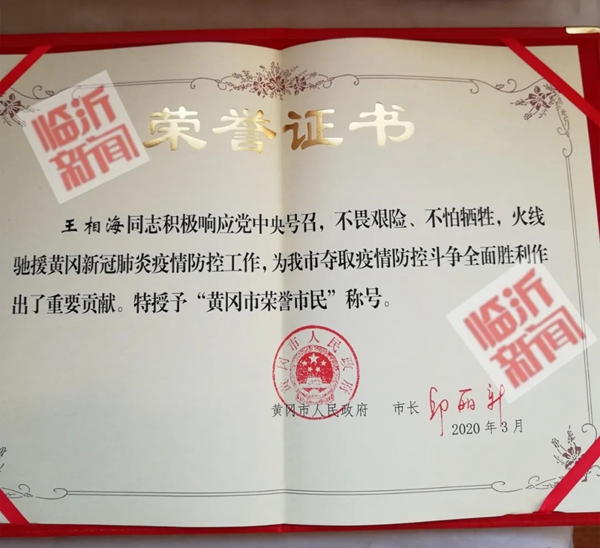 临沂新闻
荣誉证书
王相海同志积极响应党中央号召，不畏艰险、不怕牺牲，火线
驰援黄冈新冠肺炎疫情防控工作，为我市夺取疫情防控斗争全面胜利作
出了重要贡献。特授予“黄冈市荣誉市民”称号。
临沂新闻
黄冈市人民政府
黄冈市人民政府 市长 邱丽新
2020年3月